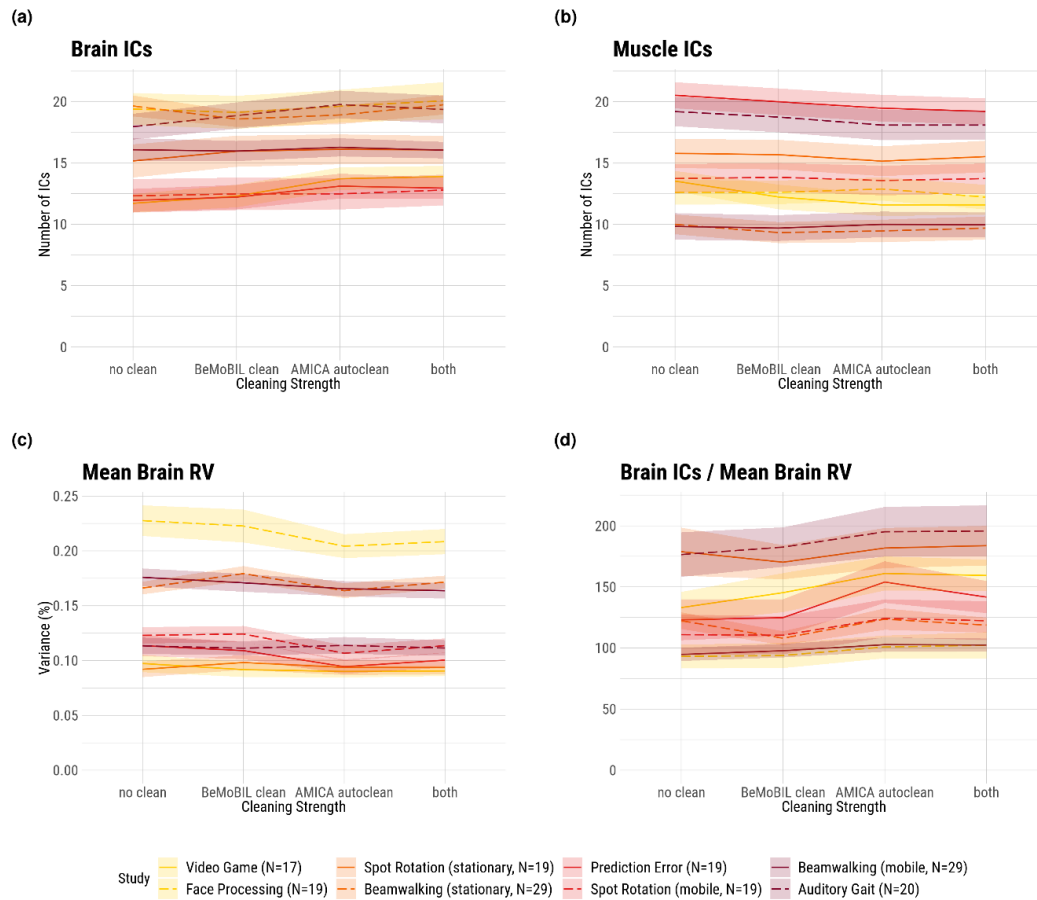 (a)
Brain ICs
Number of ICs
20
15
10
5
0
no clean BeMoBIL clean AMICA autoclean both
Cleaning Strength
(b)
Muscle ICs
Number of ICs
20
15
10
5
0
no clean BeMoBIL clean AMICA autoclean both
Cleaning Strength
(c)
Mean Brain RV
Variance (%)
0.25
0.20
0.15
0.10
0.05
0.00
no clean BeMoBIL clean AMICA autoclean both
Cleaning Strength
(d)
Brain ICs / Mean Brain RV
200
150
100
50
0
no clean BeMoBIL clean AMICA autoclean both
Cleaning Strength
Study
Video Game (N=17) Spot Rotation (stationary, N=19) Prediction Error (N=19) Beamwalking (mobile, N=29)
Face Processing (N=19) Beamwalking (stationary, N=29) Spot Rotation (mobile, N=19) Auditory Gait (N=20)